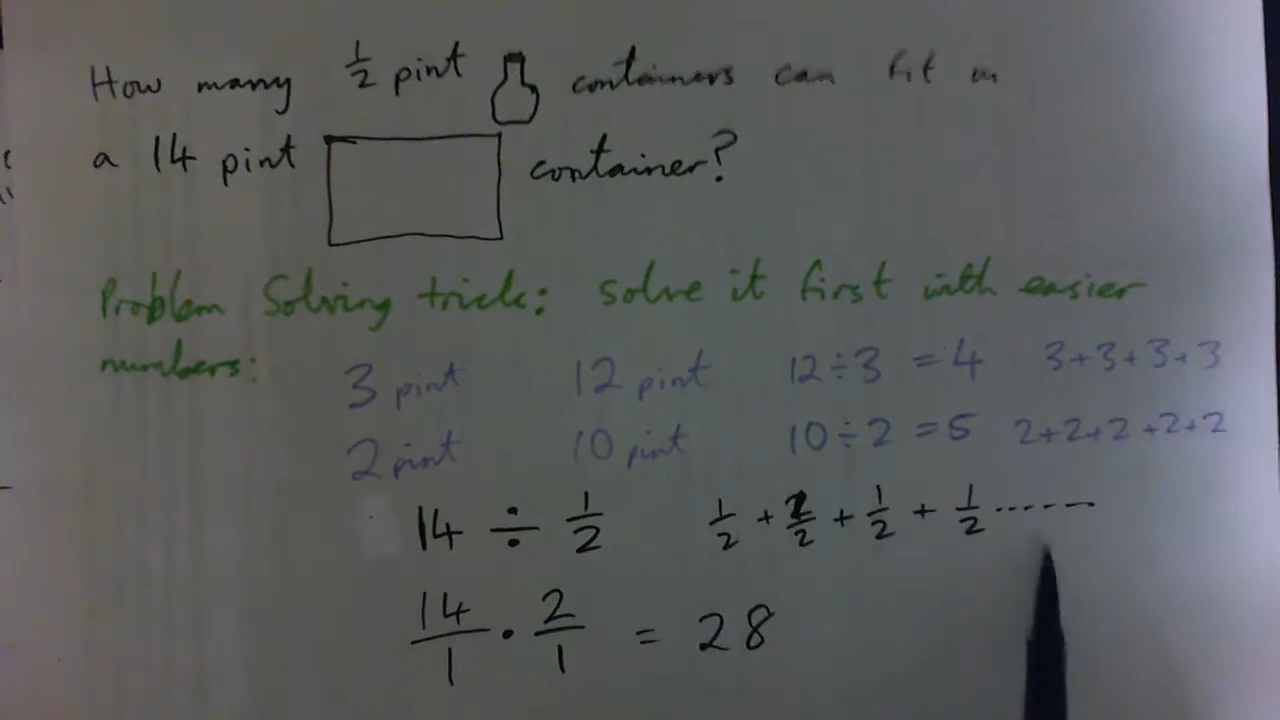 How many 1/2 pint containers can fit in
a 14 pint container?
Problem Solving trick: solve it first with easier
numbers:
3 pint 12 pint 12÷3 = 4 3+3+3+3
2 pint 10 pint 10÷2 = 5 2+2+2+2+2
14 ÷ 1/2 1/2 + 1/2 + 1/2 + 1/2 ......
14/1 · 2/1 = 28